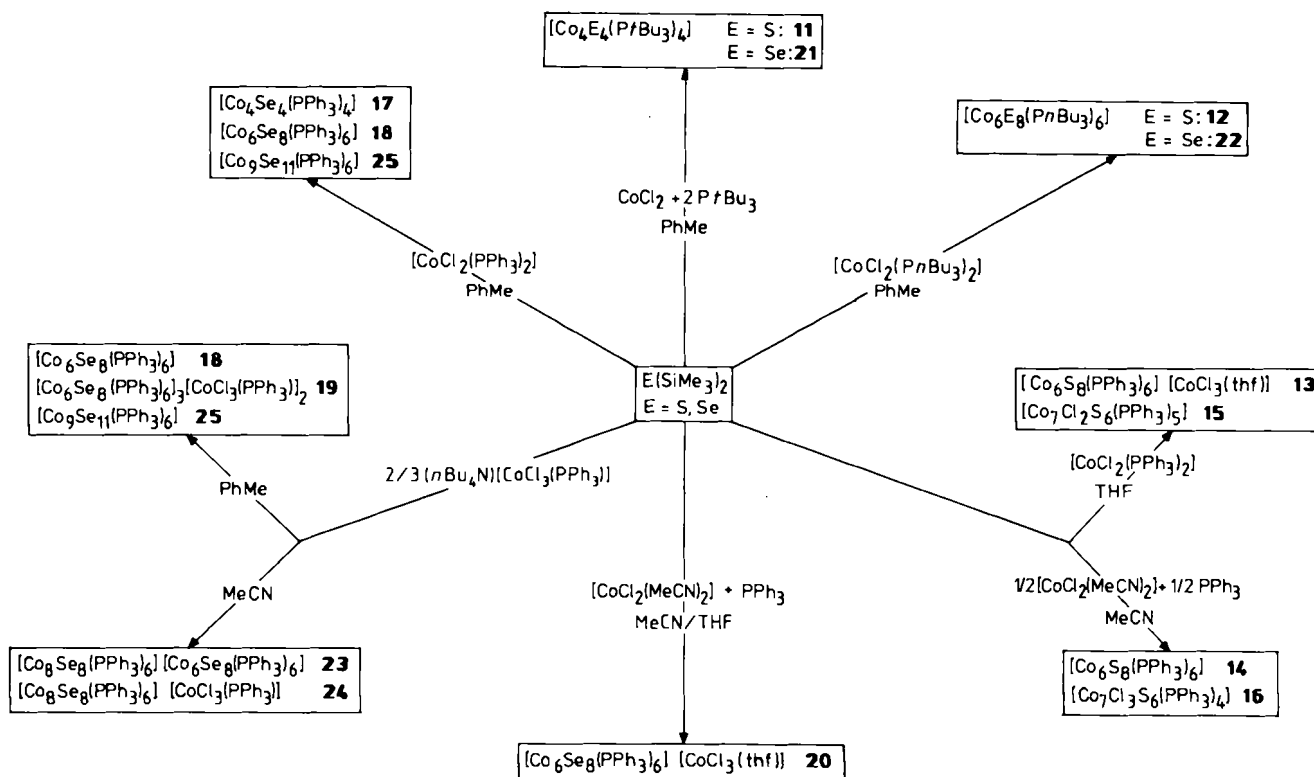 [Co4E4(PtBu3)4] E = S: 11
E = Se: 21
[Co4Se4(PPh3)4] 17
[Co6Se8(PPh3)6] 18
[Co9Se11(PPh3)6] 25
[Co6E8(PnBu3)6] E = S: 12
E = Se: 22
CoCl2 + 2 PtBu3
PhMe
[CoCl2(PPh3)2]
PhMe
[CoCl2(PnBu3)2]
PhMe
[Co6Se8(PPh3)6] 18
[Co6Se8(PPh3)6]3[CoCl3(PPh3)]2 19
[Co9Se11(PPh3)6] 25
E(SiMe3)2
E = S, Se
[Co6S8(PPh3)6] [CoCl3(thf)] 13
[Co7Cl2S6(PPh3)5] 15
2/3 (nBu4N)[CoCl3(PPh3)]
PhMe
[CoCl2(PPh3)2]
THF
MeCN
[CoCl2(MeCN)2] + PPh3
MeCN/THF
1/2[CoCl2(MeCN)2] + 1/2 PPh3
MeCN
[Co8Se8(PPh3)6] [Co6Se8(PPh3)6] 23
[Co8Se8(PPh3)6] [CoCl3(PPh3)] 24
[Co6S8(PPh3)6] 14
[Co7Cl3S6(PPh3)4] 16
[Co6Se8(PPh3)6] [CoCl3(thf)] 20